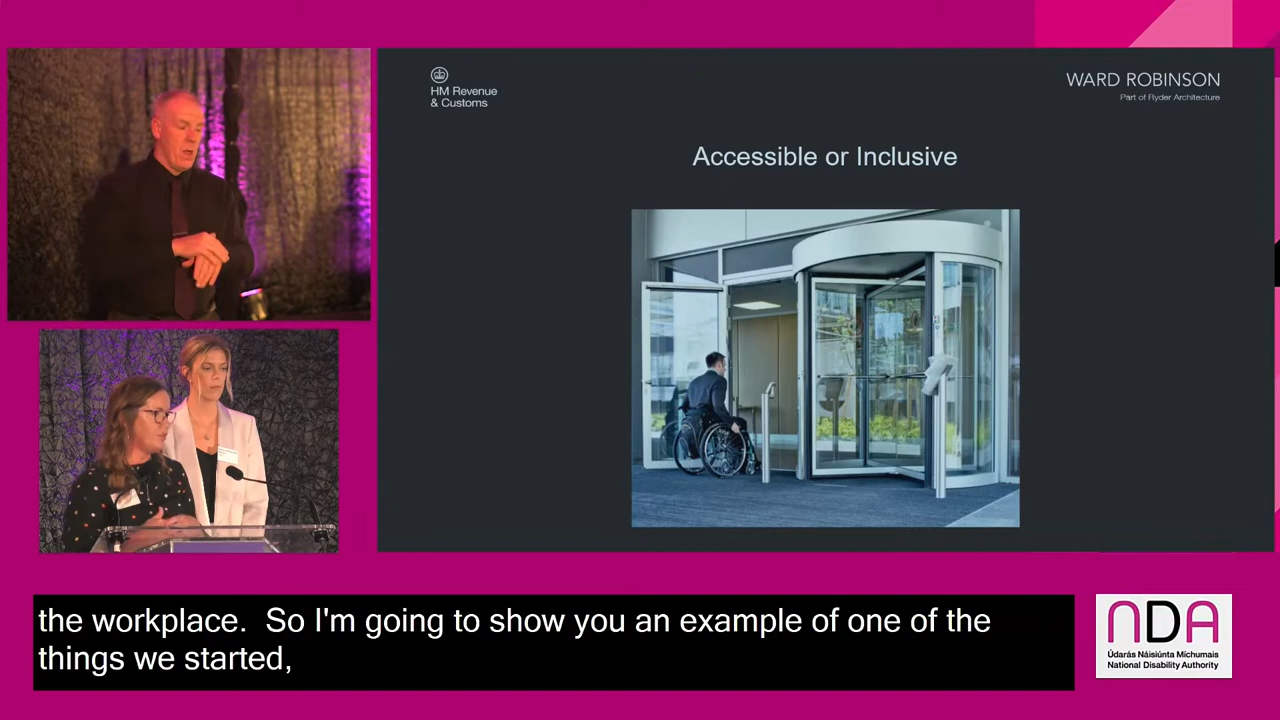 HM Revenue
& Customs
WARD ROBINSON
Part of Ryder Architecture
Accessible or Inclusive
the workplace.  So I'm going to show you an example of one of the
things we started,
NDA
Údarás Náisiúnta Míchumais
National Disability Authority